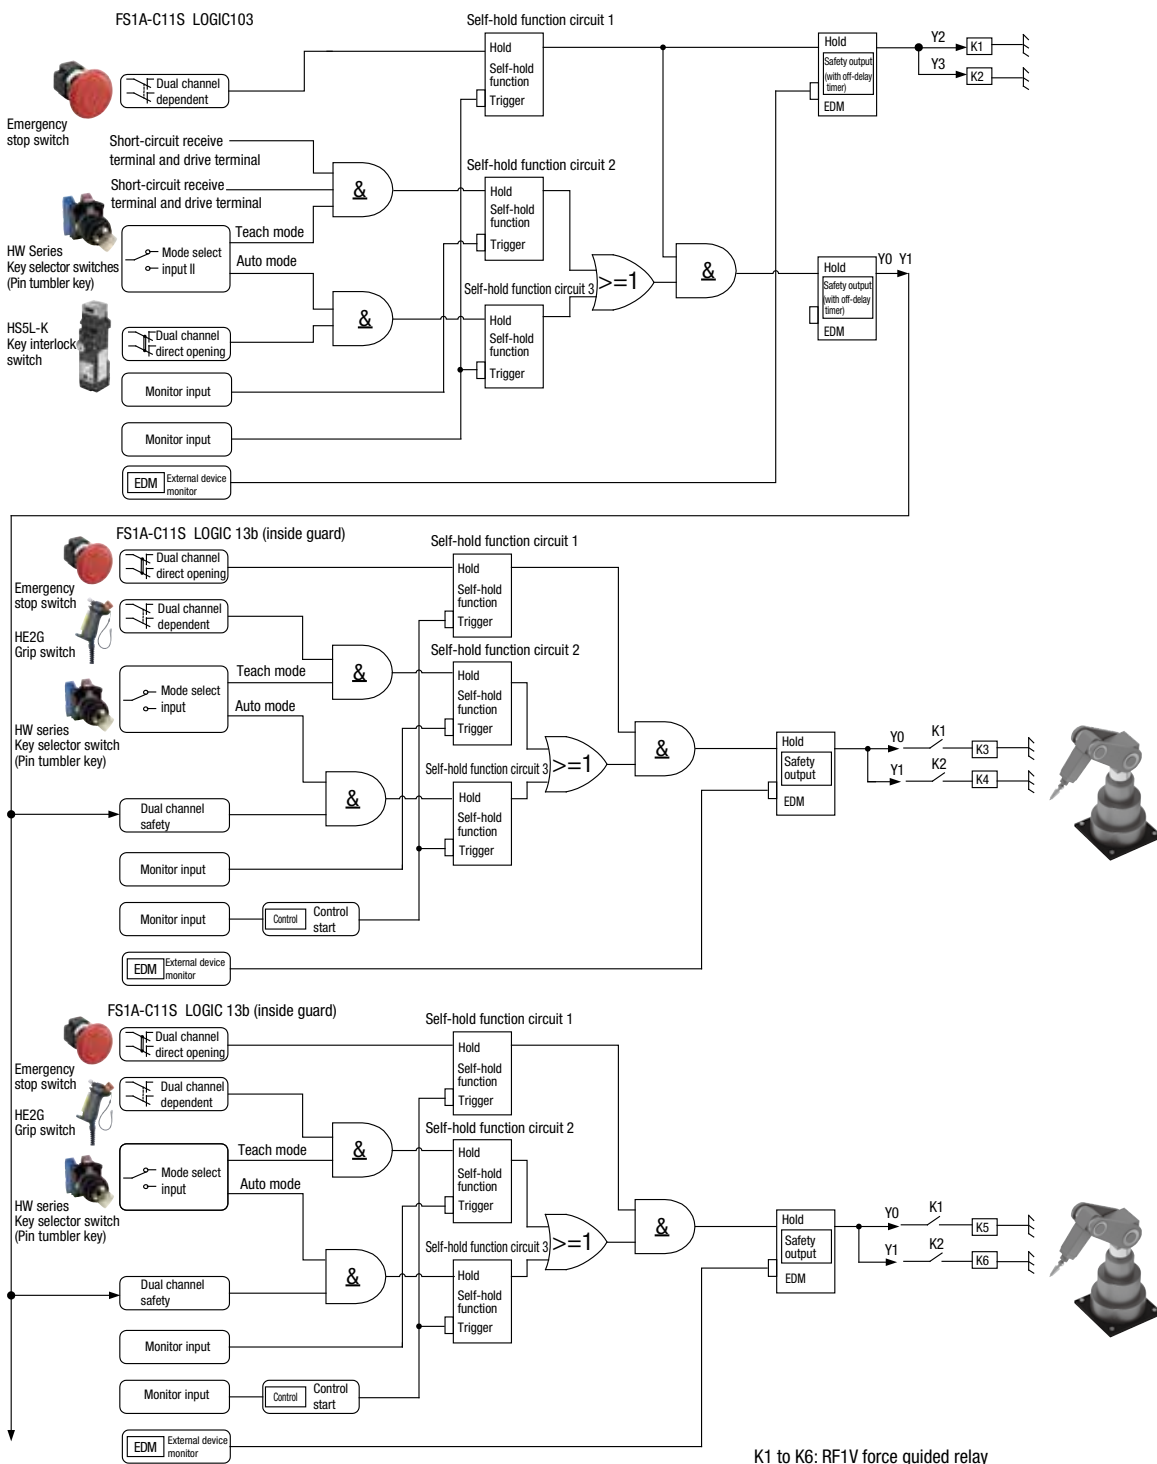 FS1A-C11S LOGIC103
Self-hold function circuit 1
Hold
Self-hold
function
Trigger
Hold
Safety output
(with off-delay
timer)
EDM
Y2
K1
Y3
K2
Dual channel
dependent
Emergency
stop switch
Short-circuit receive
terminal and drive terminal
Short-circuit receive
terminal and drive terminal
&
Self-hold function circuit 2
Hold
Self-hold
function
Trigger
HW Series
Key selector switches
(Pin tumbler key)
Mode select
input II
Teach mode
Auto mode
>=1
&
Hold
Safety output
(with off-delay
timer)
EDM
Y0 Y1
Self-hold function circuit 3
Hold
Self-hold
function
Trigger
&
HS5L-K
Key interlock
switch
Dual channel
direct opening
Monitor input
Monitor input
EDM
External device
monitor
FS1A-C11S LOGIC 13b (inside guard)
Self-hold function circuit 1
Dual channel
direct opening
Hold
Self-hold
function
Trigger
Emergency
stop switch
Dual channel
dependent
HE2G
Grip switch
&
Self-hold function circuit 2
Hold
Self-hold
function
Trigger
Mode select
input
Teach mode
Auto mode
HW series
Key selector switch
(Pin tumbler key)
>=1
&
Hold
Safety
output
EDM
Y0
K1
K3
Y1
K2
K4
Self-hold function circuit 3
Hold
Self-hold
function
Trigger
&
Dual channel
safety
Monitor input
Monitor input
Control
Control
start
EDM
External device
monitor
FS1A-C11S LOGIC 13b (inside guard)
Self-hold function circuit 1
Dual channel
direct opening
Hold
Self-hold
function
Trigger
Emergency
stop switch
Dual channel
dependent
HE2G
Grip switch
&
Self-hold function circuit 2
Hold
Self-hold
function
Trigger
Mode select
input
Teach mode
Auto mode
HW series
Key selector switch
(Pin tumbler key)
>=1
&
Hold
Safety
output
EDM
Y0
K1
K5
Y1
K2
K6
Self-hold function circuit 3
Hold
Self-hold
function
Trigger
&
Dual channel
safety
Monitor input
Monitor input
Control
Control
start
EDM
External device
monitor
K1 to K6: RF1V force guided relay